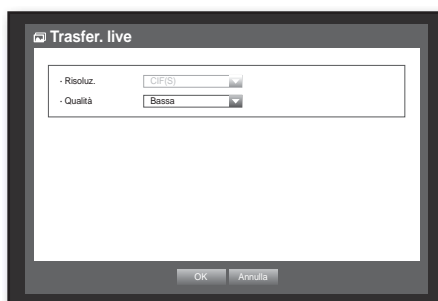 Trasfer. live
- Risoluz. CIF(S)
- Qualità Bassa
OK Annulla